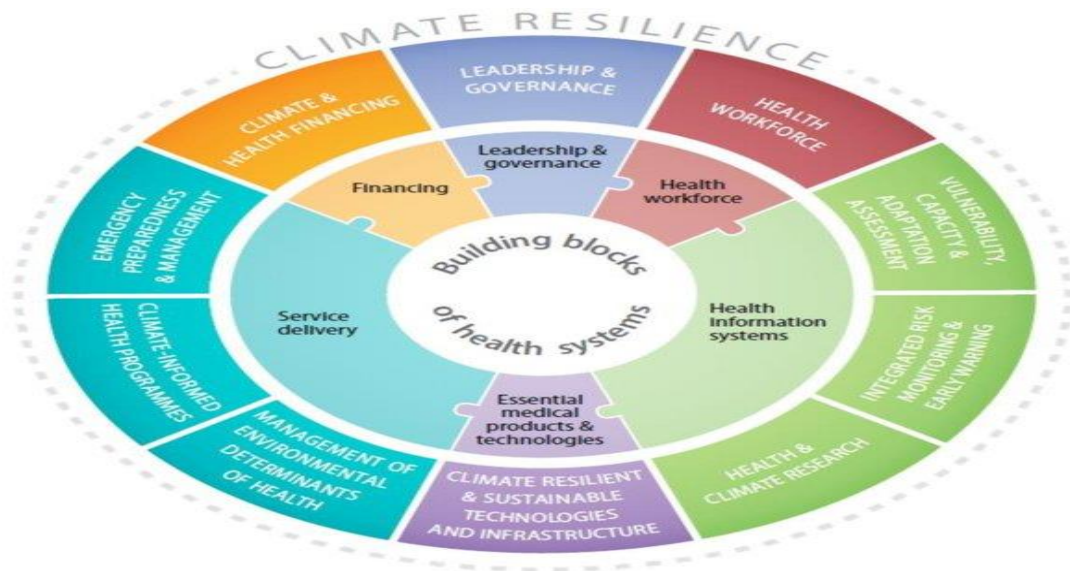 CLIMATE RESILIENCE
LEADERSHIP &
GOVERNANCE
HEALTH
WORKFORCE
VULNERABILITY,
CAPACITY &
ADAPTATION
ASSESSMENT
INTEGRATED RISK
MONITORING &
EARLY WARNING
HEALTH &
CLIMATE RESEARCH
CLIMATE RESILIENT
& SUSTAINABLE
TECHNOLOGIES
AND INFRASTRUCTURE
MANAGEMENT OF
ENVIRONMENTAL
DETERMINANTS
OF HEALTH
CLIMATE-INFORMED
HEALTH PROGRAMMES
EMERGENCY
PREPAREDNESS
& MANAGEMENT
CLIMATE &
HEALTH FINANCING
Leadership &
governance
Health
workforce
Health
information
systems
Essential
medical
products &
technologies
Service
delivery
Financing
Building blocks
of health systems